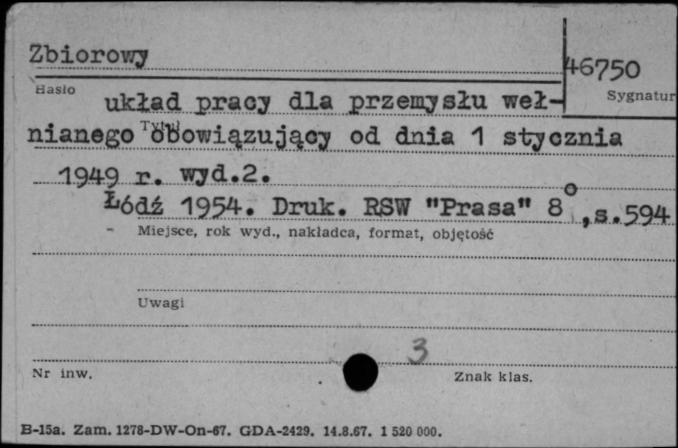 Zbiorowy
46750
Hasło
Sygnatur
układ pracy dla przemysłu weł-
Tytuł
nianego obowiązujący od dnia 1 stycznia
1949 r. wyd.2.
Łódź 1954. Druk. RSW "Prasa" 8°,s.594
Miejsce, rok wyd., nakładca, format, objętość
Uwagi
3
Nr inw.
Znak klas.
B-15a. Zam. 1278-DW-On-67. GDA-2429. 14.8.67. 1 520 000.